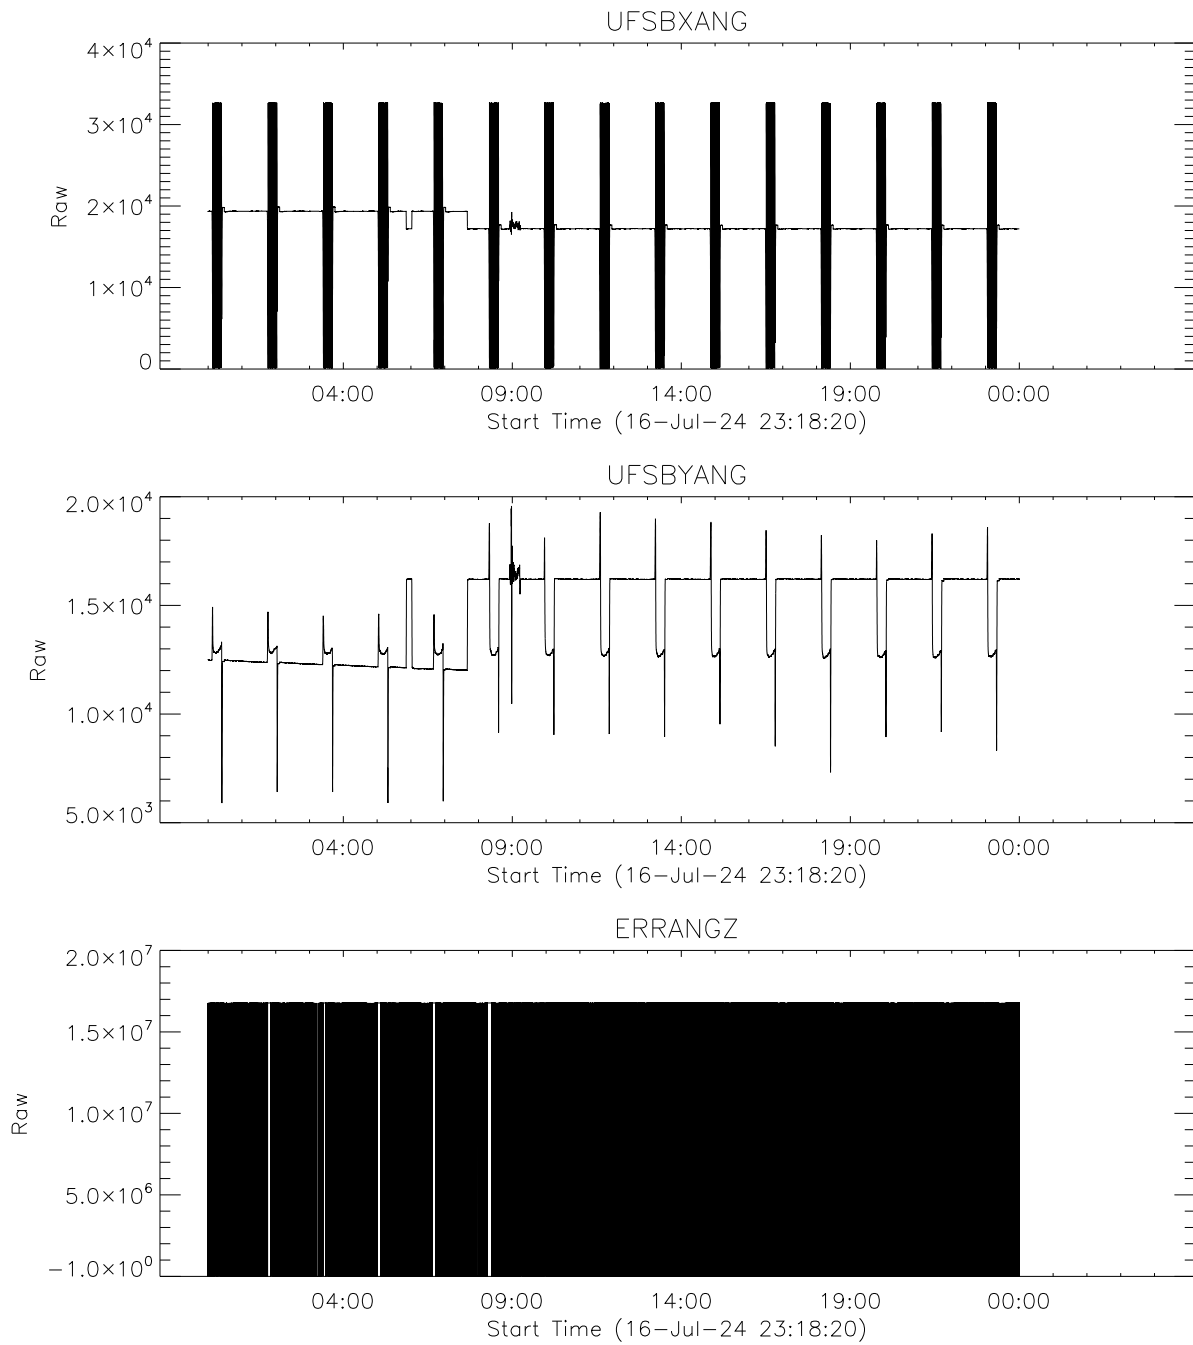 UFSBXANG
4×10⁴
3×10⁴
2×10⁴
1×10⁴
0
Raw
04:00 09:00 14:00 19:00 00:00
Start Time (16-Jul-24 23:18:20)
UFSBYANG
2.0×10⁴
1.5×10⁴
1.0×10⁴
5.0×10³
Raw
04:00 09:00 14:00 19:00 00:00
Start Time (16-Jul-24 23:18:20)
ERRANGZ
2.0×10⁷
1.5×10⁷
1.0×10⁷
5.0×10⁶
-1.0×10⁰
Raw
04:00 09:00 14:00 19:00 00:00
Start Time (16-Jul-24 23:18:20)